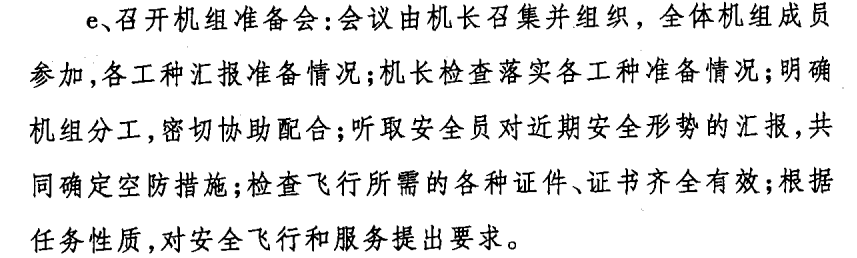 e、召开机组准备会:会议由机长召集并组织, 全体机组成员
参加,各工种汇报准备情况;机长检查落实各工种准备情况;明确
机组分工,密切协助配合;听取安全员对近期安全形势的汇报,共
同确定空防措施;检查飞行所需的各种证件、证书齐全有效;根据
任务性质,对安全飞行和服务提出要求。